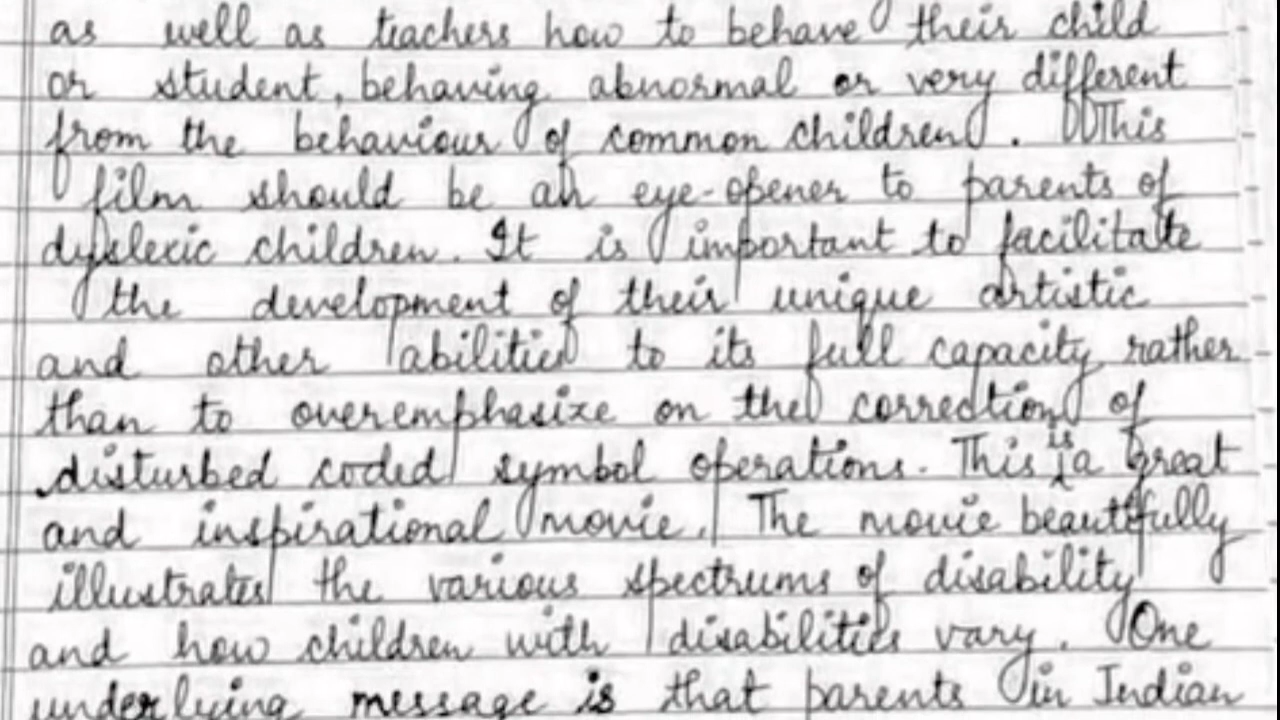 as well as teachers how to behave their child
or student, behaving abnormal or very different
from the behaviour of common children. This
film should be an eye-opener to parents of
dyslexic children. It is important to facilitate
the development of their unique artistic
and other abilities to its full capacity rather
than to overemphasize on the correction of
disturbed coded symbol operations. This is a great
and inspirational movie. The movie beautifully
illustrates the various spectrums of disability
and how children with disabilities vary. One
underlying message is that parents in Indian